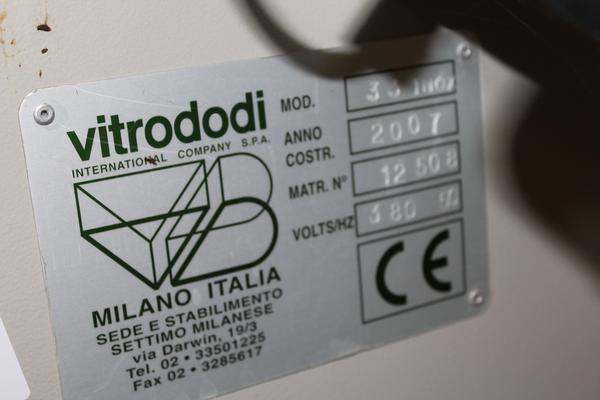 vitrododi
INTERNATIONAL COMPANY S.P.A.
MILANO ITALIA
SEDE E STABILIMENTO
SETTIMO MILANESE
via Darwin, 19/3
Tel. 02 • 33501225
Fax 02 • 3285617
MOD.
ANNO 2007
COSTR.
MATR. N° 12508
VOLTS/HZ 380 50
CE